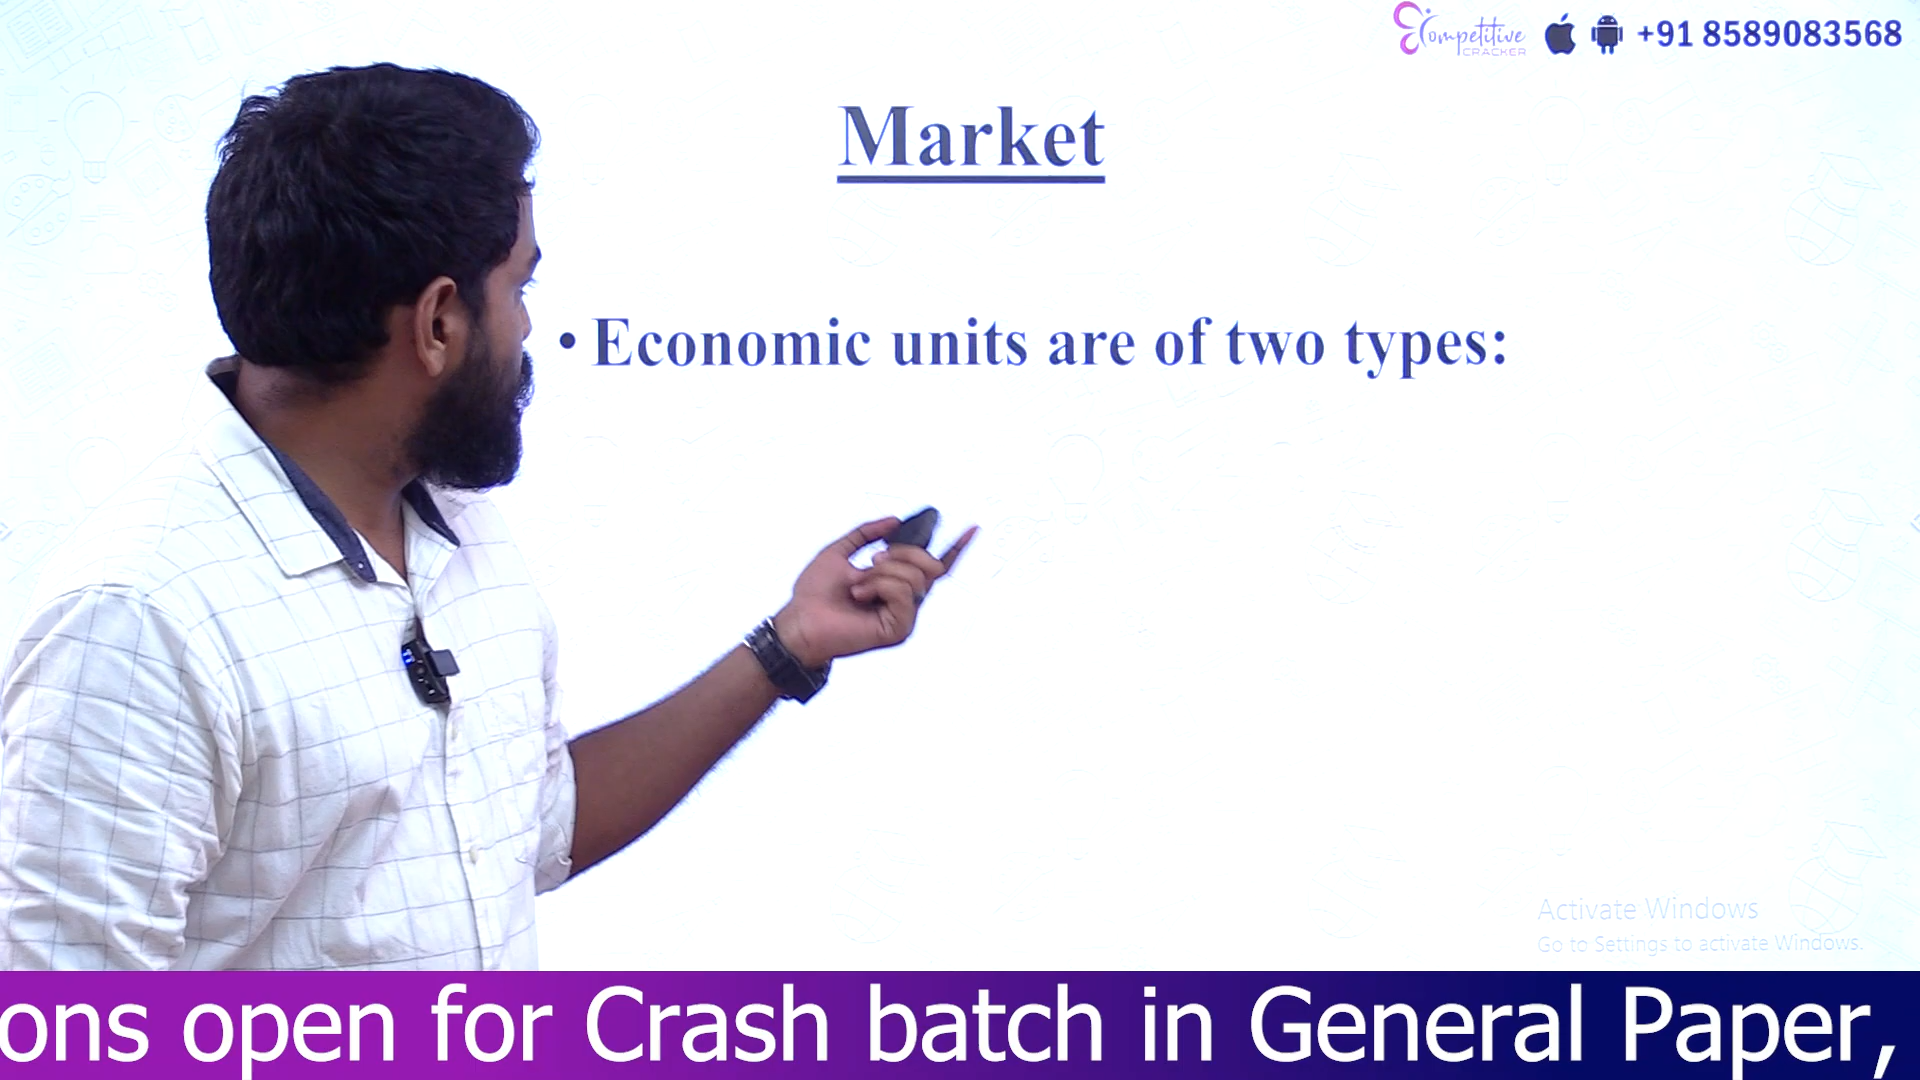 Competitive
CRACKER
+91 8589083568
Market
• Economic units are of two types:
Activate Windows
Go to Settings to activate Windows.
ons open for Crash batch in General Paper,